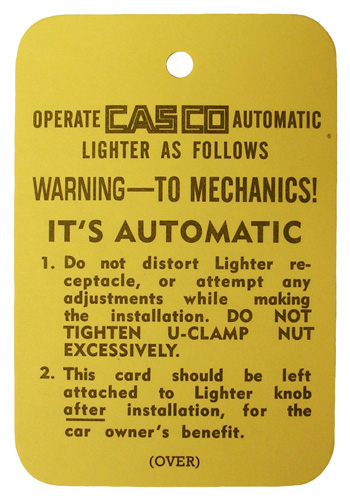 OPERATE CASCO AUTOMATIC
LIGHTER AS FOLLOWS
WARNING—TO MECHANICS!
IT'S AUTOMATIC
1. Do not distort Lighter re-
ceptacle, or attempt any
adjustments while making
the installation. DO NOT
TIGHTEN U-CLAMP NUT
EXCESSIVELY.
2. This card should be left
attached to Lighter knob
after installation, for the
car owner's benefit.
(OVER)